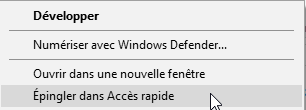 Développer
Numériser avec Windows Defender...
Ouvrir dans une nouvelle fenêtre
Épingler dans Accès rapide